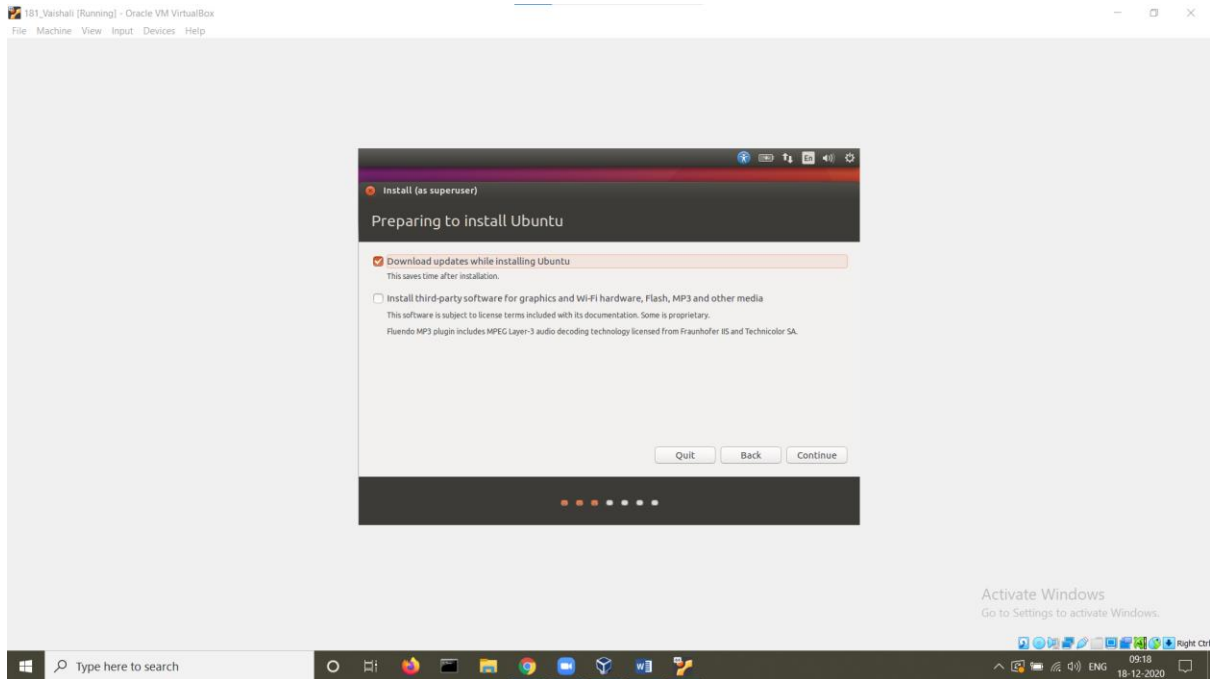 181_Vaishali [Running] - Oracle VM VirtualBox
File Machine View Input Devices Help
En
Install (as superuser)
Preparing to install Ubuntu
Download updates while installing Ubuntu
This saves time after installation.
Install third-party software for graphics and Wi-Fi hardware, Flash, MP3 and other media
This software is subject to license terms included with its documentation. Some is proprietary.
Fluendo MP3 plugin includes MPEG Layer-3 audio decoding technology licensed from Fraunhofer IIS and Technicolor SA.
Quit Back Continue
Activate Windows
Go to Settings to activate Windows.
Right Ctrl
Type here to search
ENG
09:18
18-12-2020